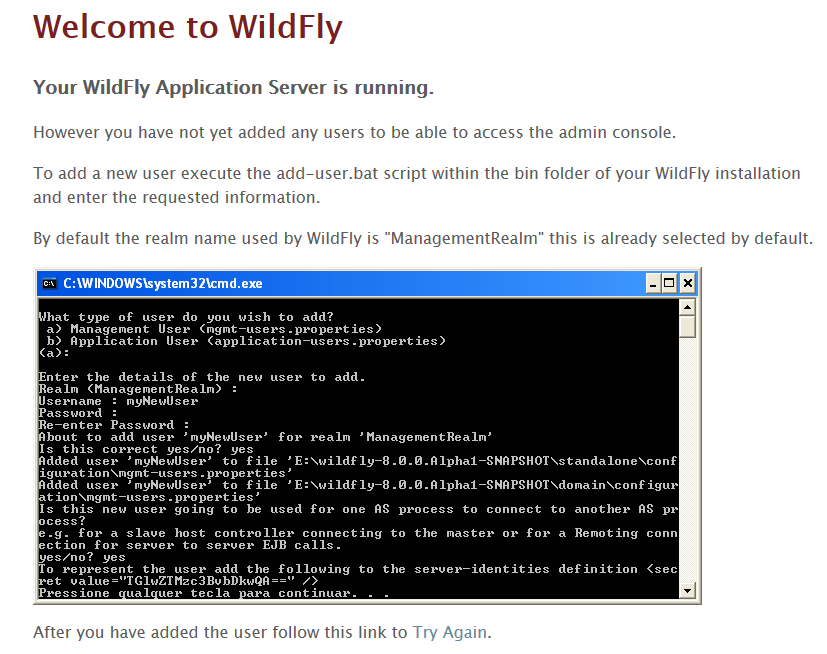 Welcome to WildFly
Your WildFly Application Server is running.
However you have not yet added any users to be able to access the admin console.
To add a new user execute the add-user.bat script within the bin folder of your WildFly installation
and enter the requested information.
By default the realm name used by WildFly is "ManagementRealm" this is already selected by default.
C:\WINDOWS\system32\cmd.exe
What type of user do you wish to add?
a) Management User (mgmt-users.properties)
b) Application User (application-users.properties)
(a):
Enter the details of the new user to add.
Realm (ManagementRealm) :
Username : myNewUser
Password :
Re-enter Password :
About to add user 'myNewUser' for realm 'ManagementRealm'
Is this correct yes/no? yes
Added user 'myNewUser' to file 'E:\wildfly-8.0.0.Alpha1-SNAPSHOT\standalone\conf
iguration\mgmt-users.properties'
Added user 'myNewUser' to file 'E:\wildfly-8.0.0.Alpha1-SNAPSHOT\domain\configur
ation\mgmt-users.properties'
Is this new user going to be used for one AS process to connect to another AS pr
ocess?
e.g. for a slave host controller connecting to the master or for a Remoting conn
ection for server to server EJB calls.
yes/no? yes
To represent the user add the following to the server-identities definition <sec
ret value="TGlwZTMzc3BvbDkwQA==" />
Pressione qualquer tecla para continuar. . .
After you have added the user follow this link to Try Again.